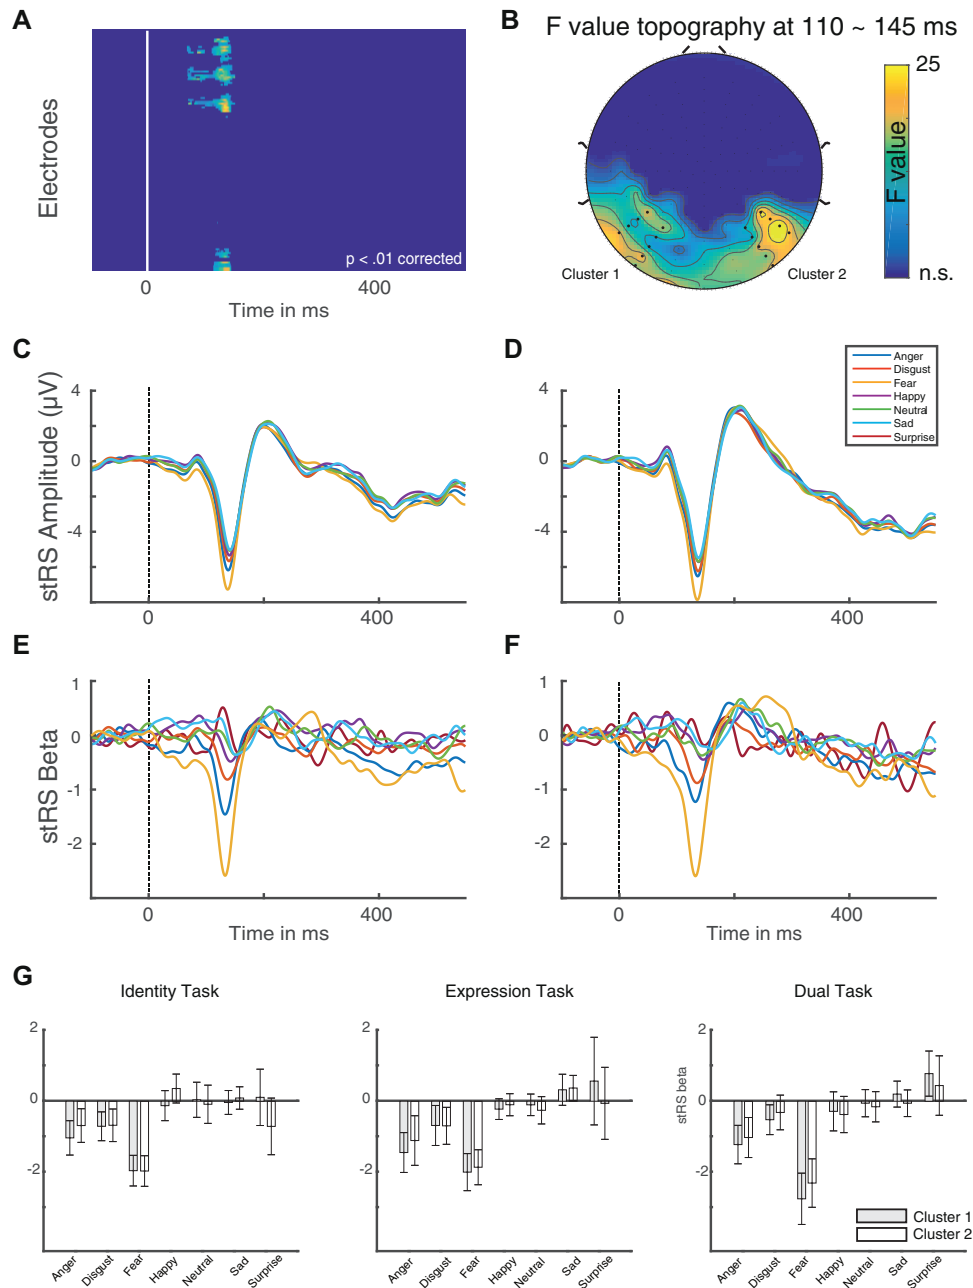 A
Electrodes
p < .01 corrected
0 400
Time in ms
B
F value topography at 110 ~ 145 ms
Cluster 1
Cluster 2
25
F value
n.s.
C
stRS Amplitude (μV)
4
0
-4
0 400
D
Anger
Disgust
Fear
Happy
Neutral
Sad
Surprise
4
0
-4
0 400
E
stRS Beta
1
0
-1
-2
0 400
Time in ms
F
1
0
-1
-2
0 400
Time in ms
G
Identity Task
2
0
-2
Anger Disgust Fear Happy Neutral Sad Surprise
Expression Task
2
0
-2
Anger Disgust Fear Happy Neutral Sad Surprise
Dual Task
stRS beta
2
0
-2
Cluster 1
Cluster 2
Anger Disgust Fear Happy Neutral Sad Surprise